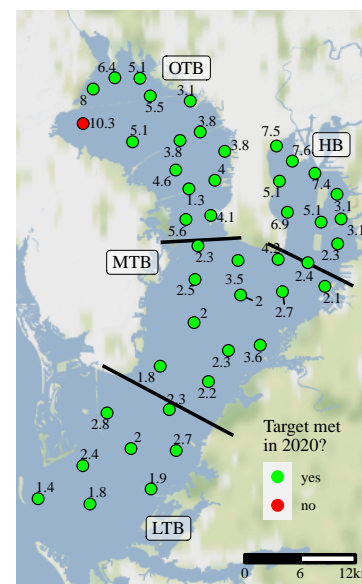 6.4 5.1 OTB
8
5.5 3.1
10.3
3.8
5.1
3.8 3.8
7.5 HB
7.6
4.6 4
5.1 7.4
1.3
3.1
5.6 4.1
6.9 5.1
3.1
MTB 2.3
4.2 2.3
2.4
2.5 3.5
2 2.7 2.1
2
2.3 3.6
1.8
2.2
2.3
2.8
2 2.7
2.4
Target met
in 2020?
1.4 1.9
yes
1.8
no
LTB
0 6 12k